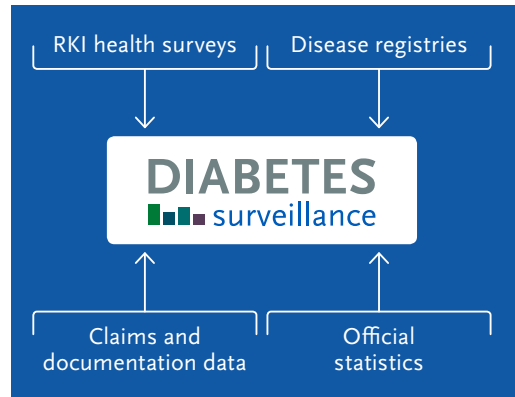 RKI health surveys
Disease registries
DIABETES
surveillance
Claims and
documentation data
Official
statistics